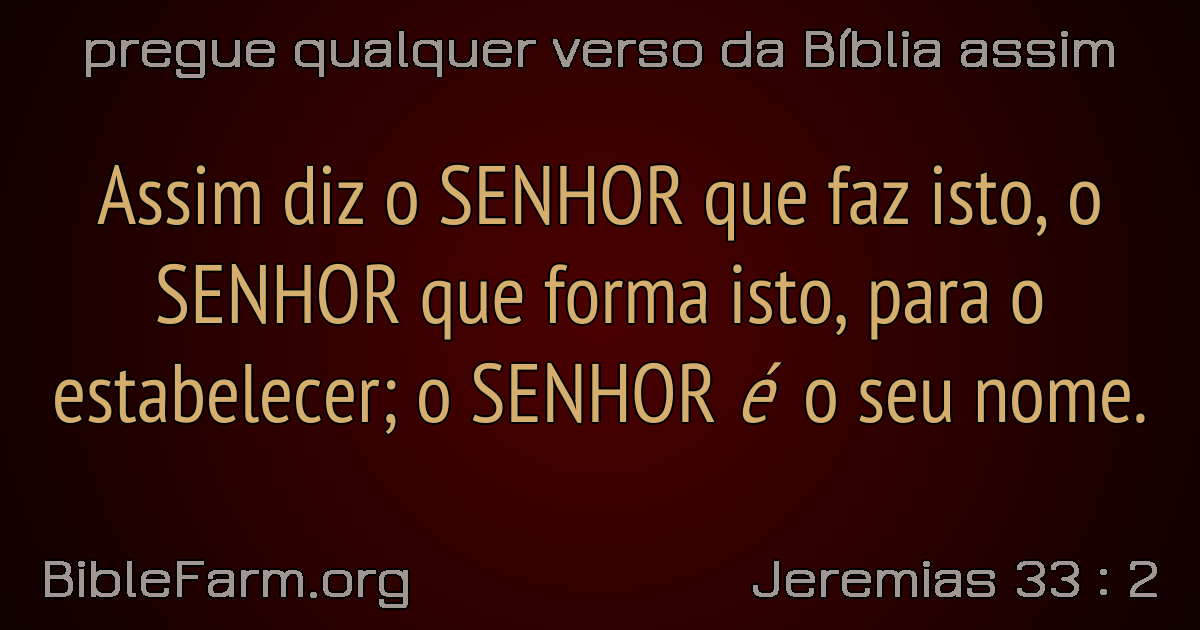 pregue qualquer verso da Bíblia assim
Assim diz o SENHOR que faz isto, o
SENHOR que forma isto, para o
estabelecer; o SENHOR é o seu nome.
BibleFarm.org
Jeremias 33 : 2